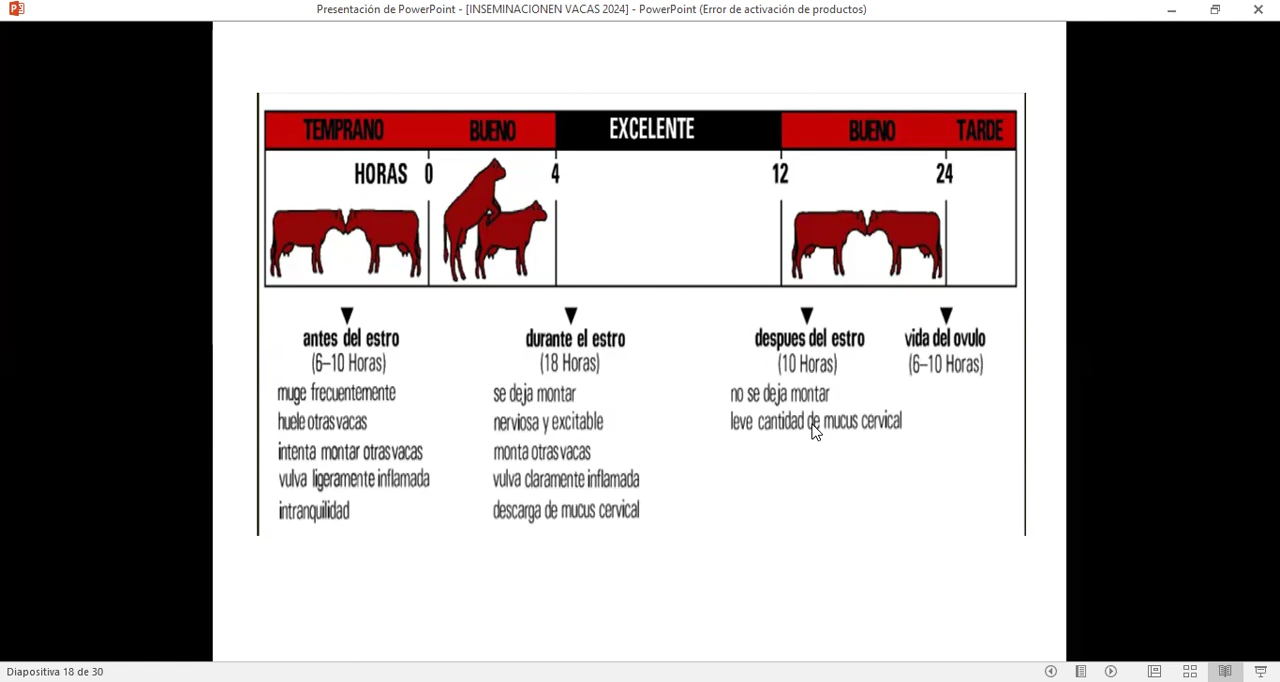 Presentación de PowerPoint - [INSEMINACIONEN VACAS 2024] - PowerPoint (Error de activación de productos)
TEMPRANO BUENO EXCELENTE BUENO TARDE
HORAS 0 4 12 24
antes del estro
(6-10 Horas)
muge frecuentemente
huele otras vacas
intenta montar otras vacas
vulva ligeramente inflamada
intranquilidad
durante el estro
(18 Horas)
se deja montar
nerviosa y excitable
monta otras vacas
vulva claramente inflamada
descarga de mucus cervical
despues del estro
(10 Horas)
no se deja montar
leve cantidad de mucus cervical
vida del ovulo
(6-10 Horas)
Diapositiva 18 de 30